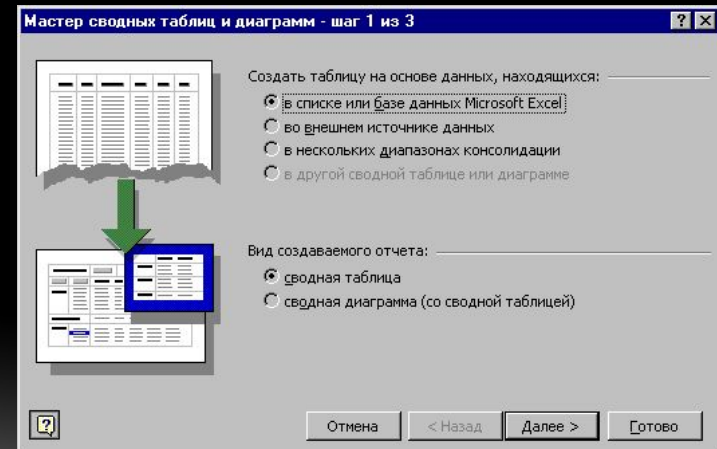 Мастер сводных таблиц и диаграмм - шаг 1 из 3
Создать таблицу на основе данных, находящихся:
в списке или базе данных Microsoft Excel
во внешнем источнике данных
в нескольких диапазонах консолидации
в другой сводной таблице или диаграмме
Вид создаваемого отчета:
сводная таблица
сводная диаграмма (со сводной таблицей)
Отмена < Назад Далее > Готово